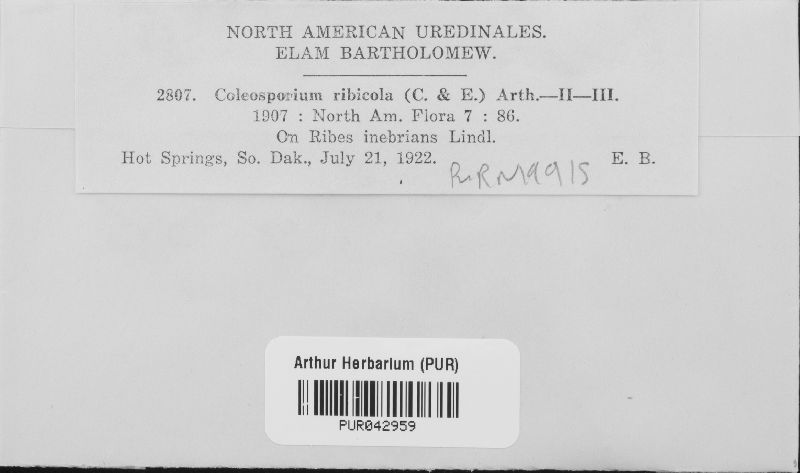 NORTH AMERICAN UREDINALES.
ELAM BARTHOLOMEW.
2807. Coleosporium ribicola (C. & E.) Arth.—II—III.
1907 : North Am. Flora 7 : 86.
On Ribes inebrians Lindl.
Hot Springs, So. Dak., July 21, 1922. E. B.
Arthur Herbarium (PUR)
PUR042959